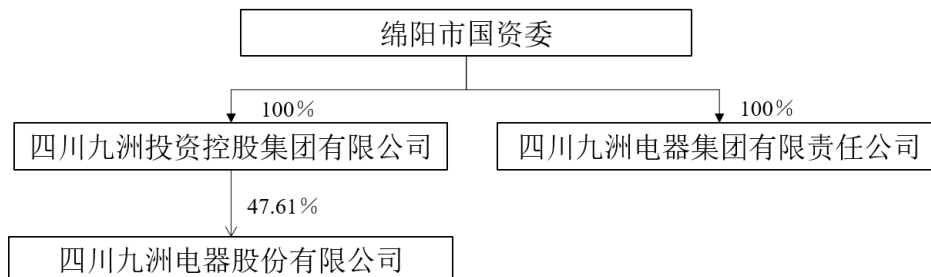 绵阳市国资委
100%
100%
四川九洲投资控股集团有限公司
四川九洲电器集团有限责任公司
47.61%
四川九洲电器股份有限公司